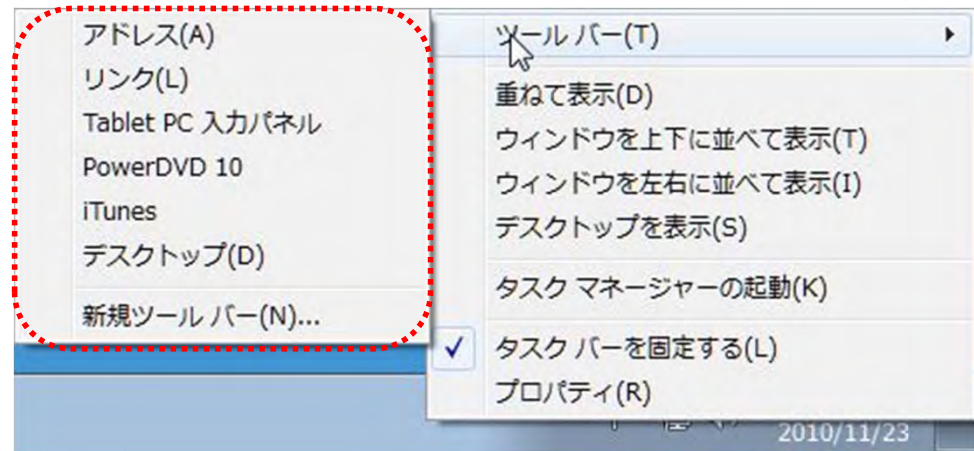 アドレス(A)
リンク(L)
Tablet PC 入力パネル
PowerDVD 10
iTunes
デスクトップ(D)
新規ツール バー(N)...
ツール バー(T)
重ねて表示(D)
ウィンドウを上下に並べて表示(T)
ウィンドウを左右に並べて表示(I)
デスクトップを表示(S)
タスク マネージャーの起動(K)
タスク バーを固定する(L)
プロパティ(R)
2010/11/23